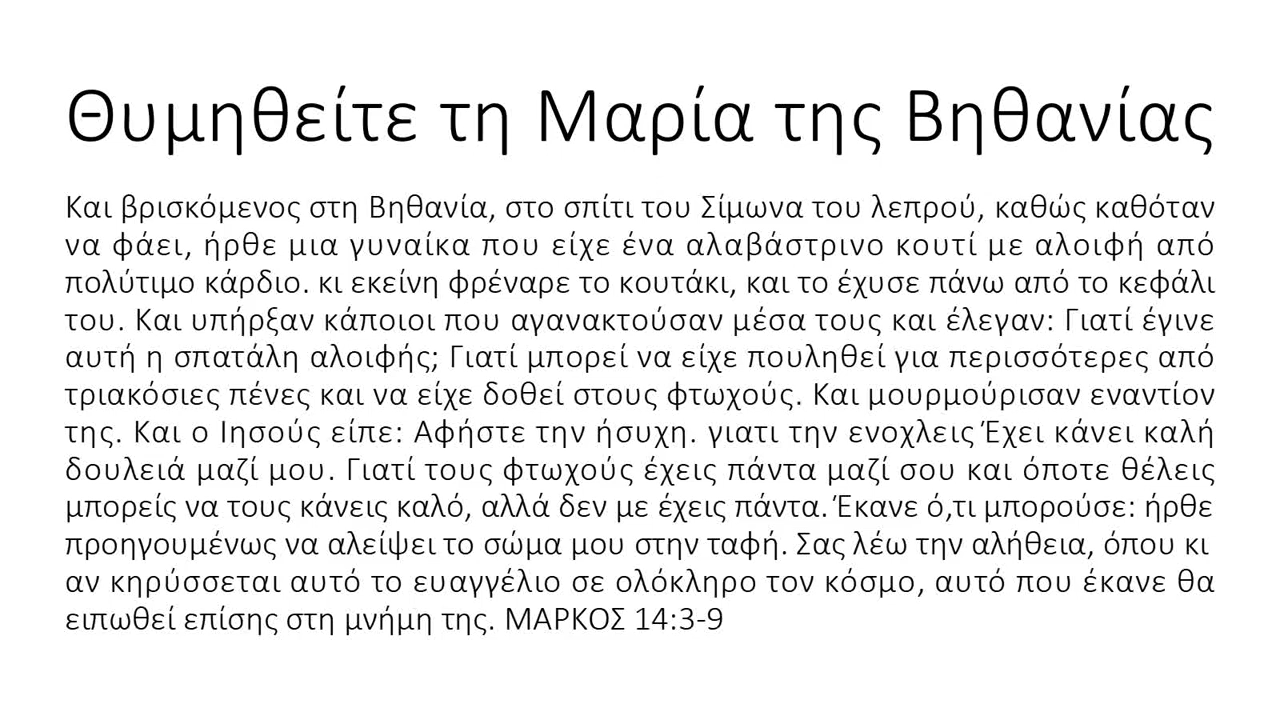 Θυμηθείτε τη Μαρία της Βηθανίας
Και βρισκόμενος στη Βηθανία, στο σπίτι του Σίμωνα του λεπρού, καθώς καθόταν
να φάει, ήρθε μια γυναίκα που είχε ένα αλαβάστρινο κουτί με αλοιφή από
πολύτιμο κάρδιο. κι εκείνη φρέναρε το κουτάκι, και το έχυσε πάνω από το κεφάλι
του. Και υπήρξαν κάποιοι που αγανακτούσαν μέσα τους και έλεγαν: Γιατί έγινε
αυτή η σπατάλη αλοιφής; Γιατί μπορεί να είχε πουληθεί για περισσότερες από
τριακόσιες πένες και να είχε δοθεί στους φτωχούς. Και μουρμούρισαν εναντίον
της. Και ο Ιησούς είπε: Αφήστε την ήσυχη. γιατι την ενοχλεις Έχει κάνει καλή
δουλειά μαζί μου. Γιατί τους φτωχούς έχεις πάντα μαζί σου και όποτε θέλεις
μπορείς να τους κάνεις καλό, αλλά δεν με έχεις πάντα. Έκανε ό,τι μπορούσε: ήρθε
προηγουμένως να αλείψει το σώμα μου στην ταφή. Σας λέω την αλήθεια, όπου κι
αν κηρύσσεται αυτό το ευαγγέλιο σε ολόκληρο τον κόσμο, αυτό που έκανε θα
ειπωθεί επίσης στη μνήμη της. ΜΑΡΚΟΣ 14:3-9